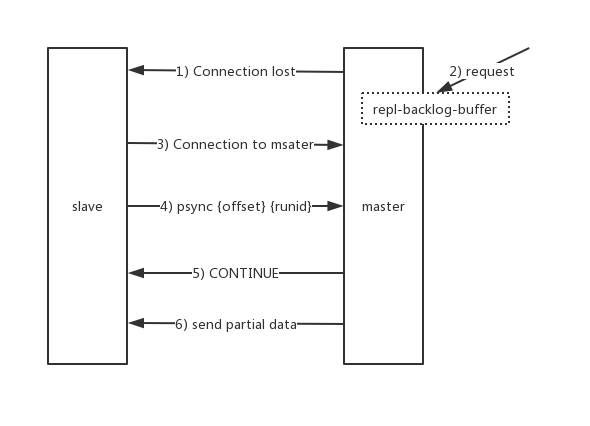 1) Connection lost
2) request
repl-backlog-buffer
3) Connection to msater
slave
4) psync {offset} {runid}
master
5) CONTINUE
6) send partial data